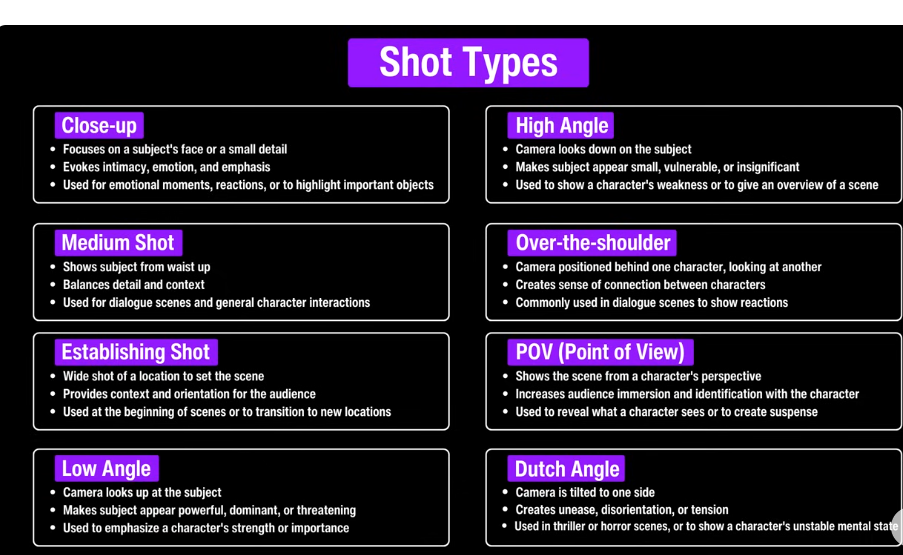 Shot Types
Close-up
• Focuses on a subject's face or a small detail
• Evokes intimacy, emotion, and emphasis
• Used for emotional moments, reactions, or to highlight important objects
Medium Shot
• Shows subject from waist up
• Balances detail and context
• Used for dialogue scenes and general character interactions
Establishing Shot
• Wide shot of a location to set the scene
• Provides context and orientation for the audience
• Used at the beginning of scenes or to transition to new locations
Low Angle
• Camera looks up at the subject
• Makes subject appear powerful, dominant, or threatening
• Used to emphasize a character's strength or importance
High Angle
• Camera looks down on the subject
• Makes subject appear small, vulnerable, or insignificant
• Used to show a character's weakness or to give an overview of a scene
Over-the-shoulder
• Camera positioned behind one character, looking at another
• Creates sense of connection between characters
• Commonly used in dialogue scenes to show reactions
POV (Point of View)
• Shows the scene from a character's perspective
• Increases audience immersion and identification with the character
• Used to reveal what a character sees or to create suspense
Dutch Angle
• Camera is tilted to one side
• Creates unease, disorientation, or tension
• Used in thriller or horror scenes, or to show a character's unstable mental state